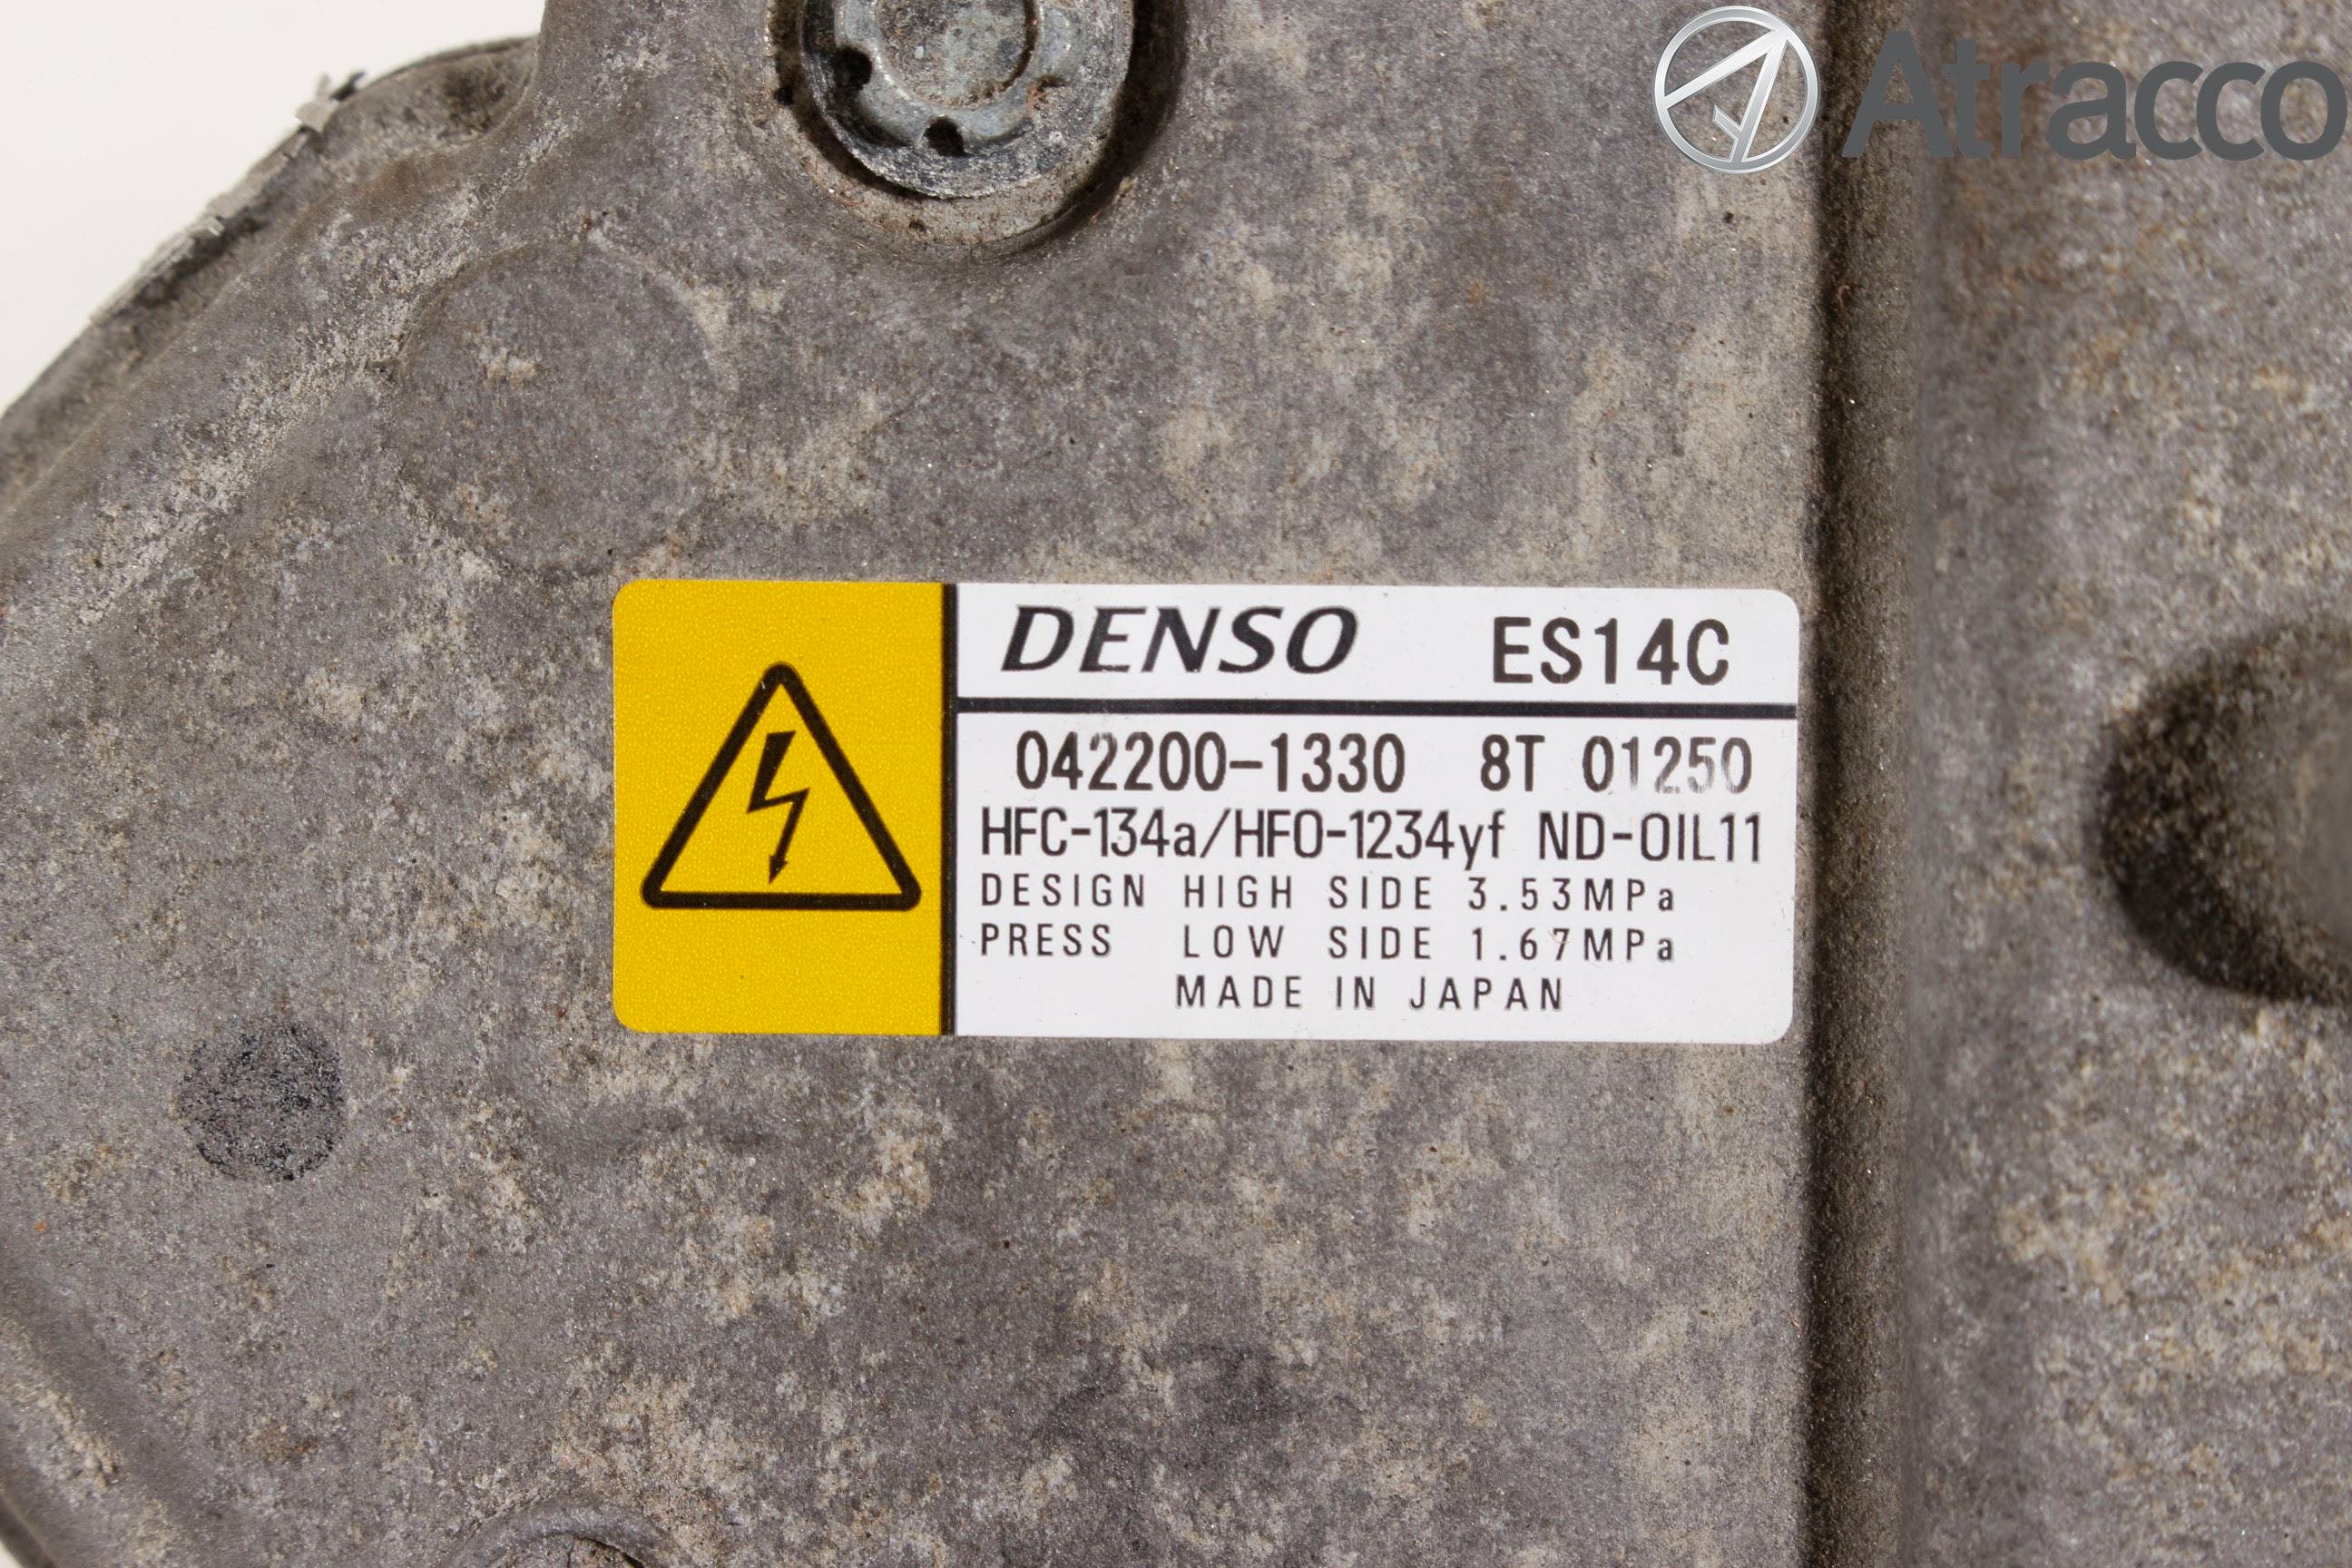 Atracco
DENSO ES14C
042200-1330 8T 01250
HFC-134a/HFO-1234yf ND-OIL11
DESIGN HIGH SIDE 3.53MPa
PRESS LOW SIDE 1.67MPa
MADE IN JAPAN